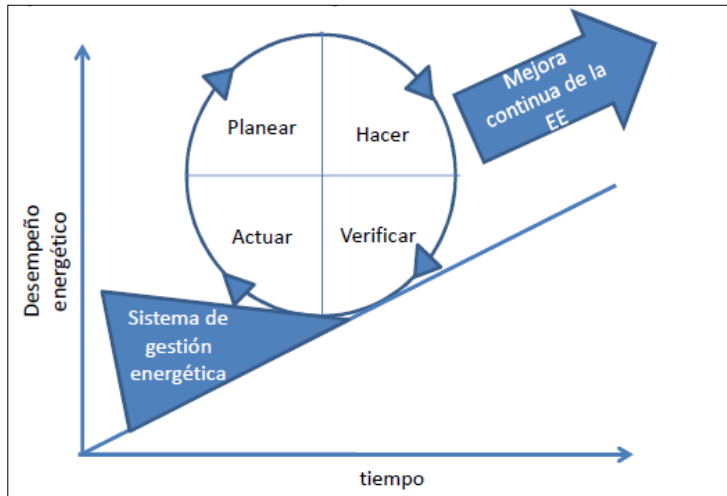 Mejora
continua de la
EE
Planear
Hacer
Actuar
Verificar
Desempeño
energético
Sistema de
gestión
energética
tiempo